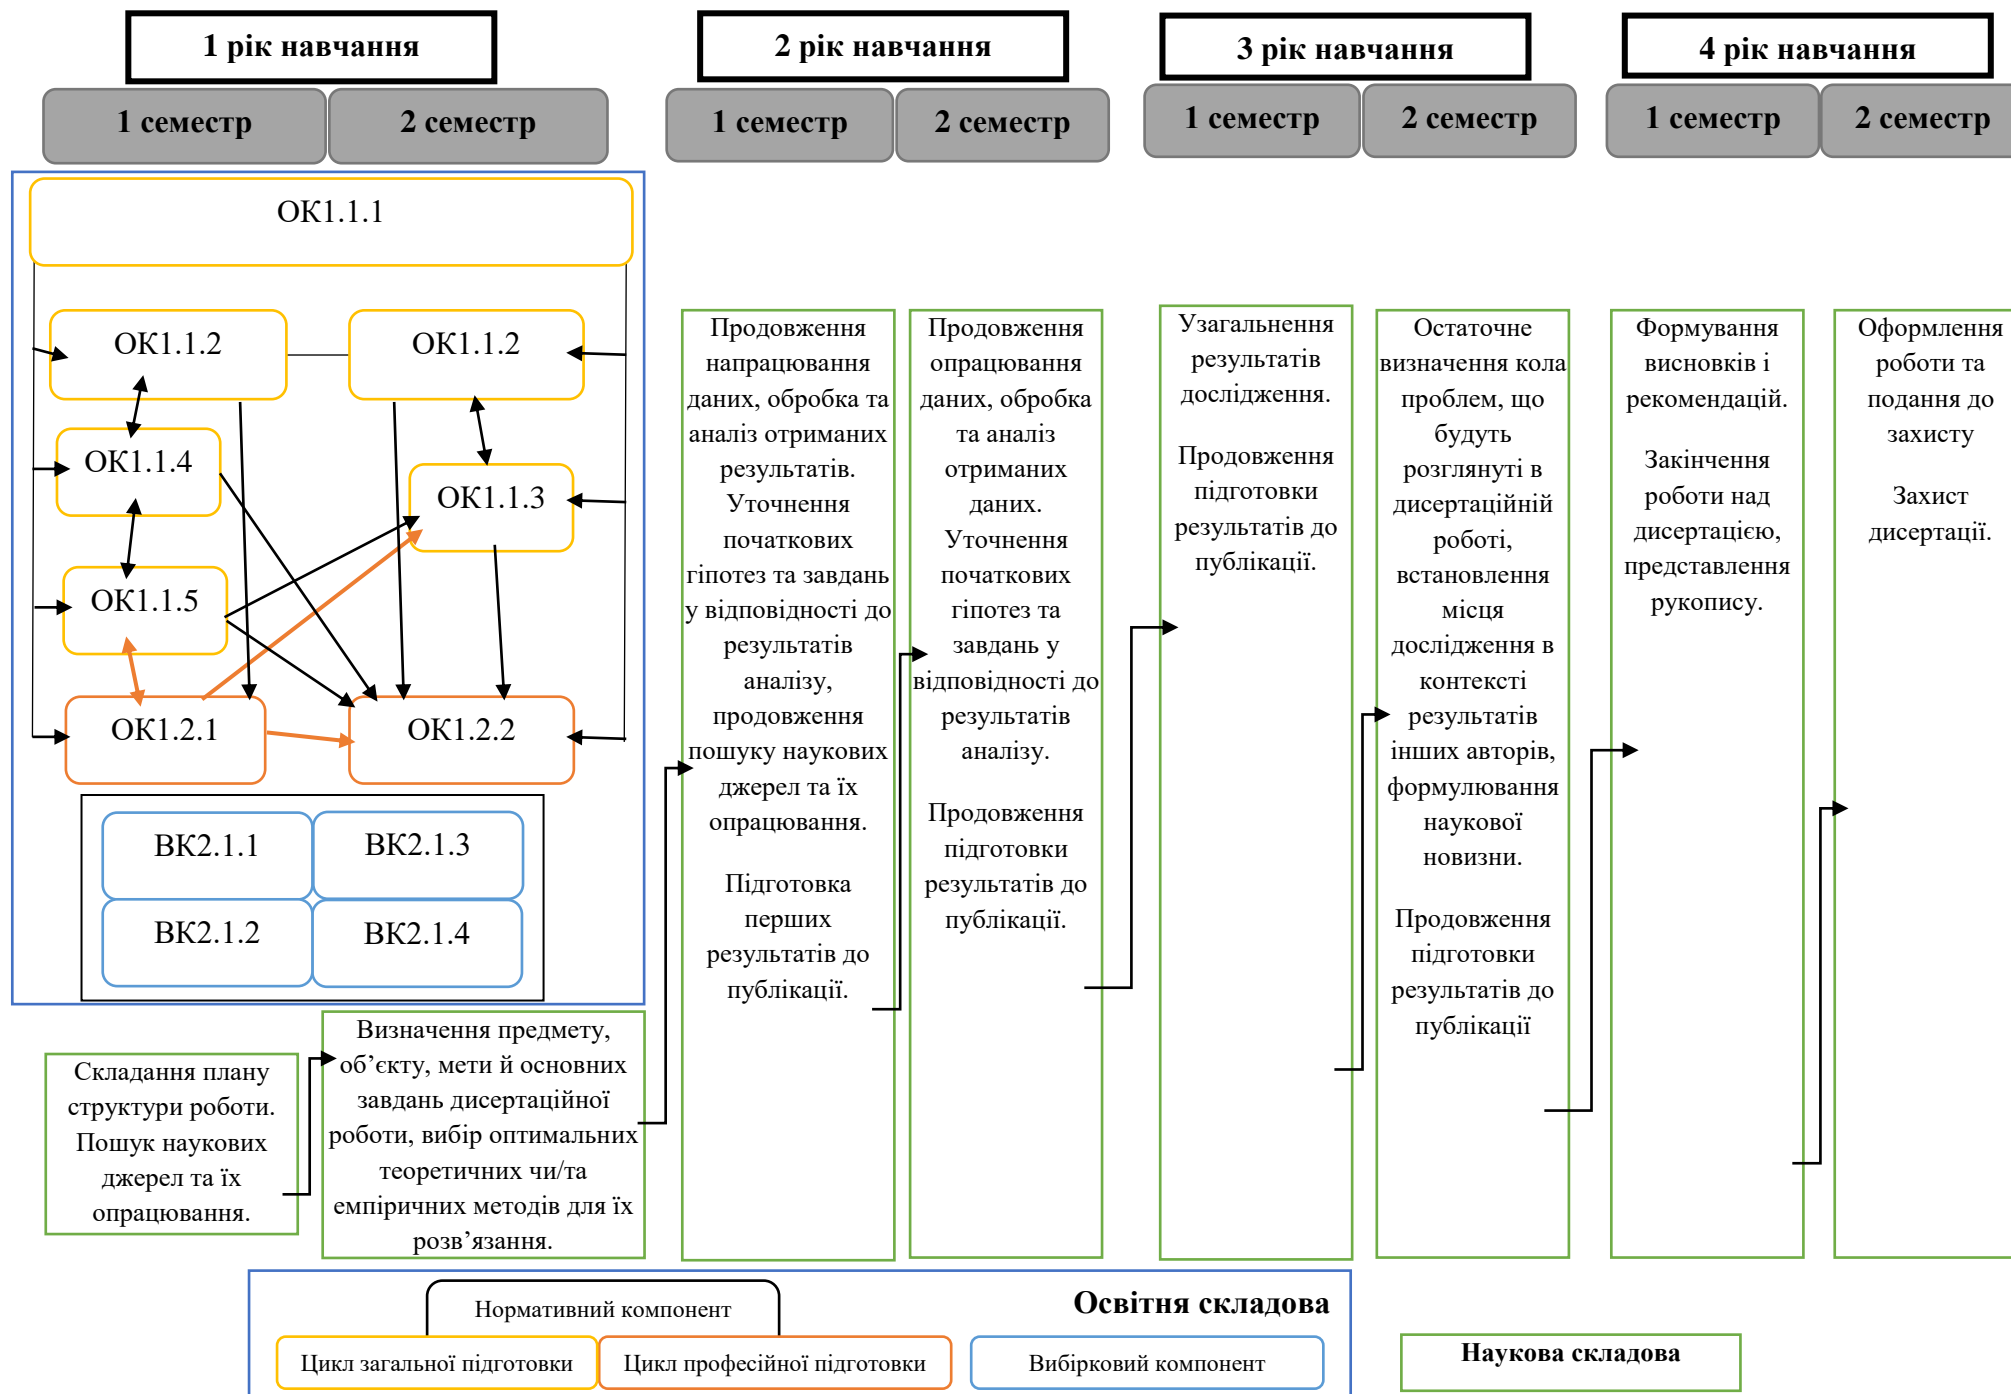 1 рік навчання
2 рік навчання
3 рік навчання
4 рік навчання
1 семестр
2 семестр
1 семестр
2 семестр
1 семестр
2 семестр
1 семестр
2 семестр
ОК1.1.1
ОК1.1.2
ОК1.1.2
ОК1.1.4
ОК1.1.3
ОК1.1.5
ОК1.2.1
ОК1.2.2
ВК2.1.1
ВК2.1.3
ВК2.1.2
ВК2.1.4
Складання плану
структури роботи.
Пошук наукових
джерел та їх
опрацювання.
Визначення предмету,
об’єкту, мети й основних
завдань дисертаційної
роботи, вибір оптимальних
теоретичних чи/та
емпіричних методів для їх
розв’язання.
Продовження
напрацювання
даних, обробка та
аналіз отриманих
результатів.
Уточнення
початкових
гіпотез та завдань
у відповідності до
результатів
аналізу,
продовження
пошуку наукових
джерел та їх
опрацювання.
Підготовка
перших
результатів до
публікації.
Продовження
опрацювання
даних, обробка
та аналіз
отриманих
даних.
Уточнення
початкових
гіпотез та
завдань у
відповідності до
результатів
аналізу.
Продовження
підготовки
результатів до
публікації.
Узагальнення
результатів
дослідження.
Продовження
підготовки
результатів до
публікації.
Остаточне
визначення кола
проблем, що
будуть
розглянуті в
дисертаційній
роботі,
встановлення
місця
дослідження в
контексті
результатів
інших авторів,
формулювання
наукової
новизни.
Продовження
підготовки
результатів до
публікації
Формування
висновків і
рекомендацій.
Закінчення
роботи над
дисертацією,
представлення
рукопису.
Оформлення
роботи та
подання до
захисту
Захист
дисертації.
Нормативний компонент
Освітня складова
Цикл загальної підготовки
Цикл професійної підготовки
Вибірковий компонент
Наукова складова